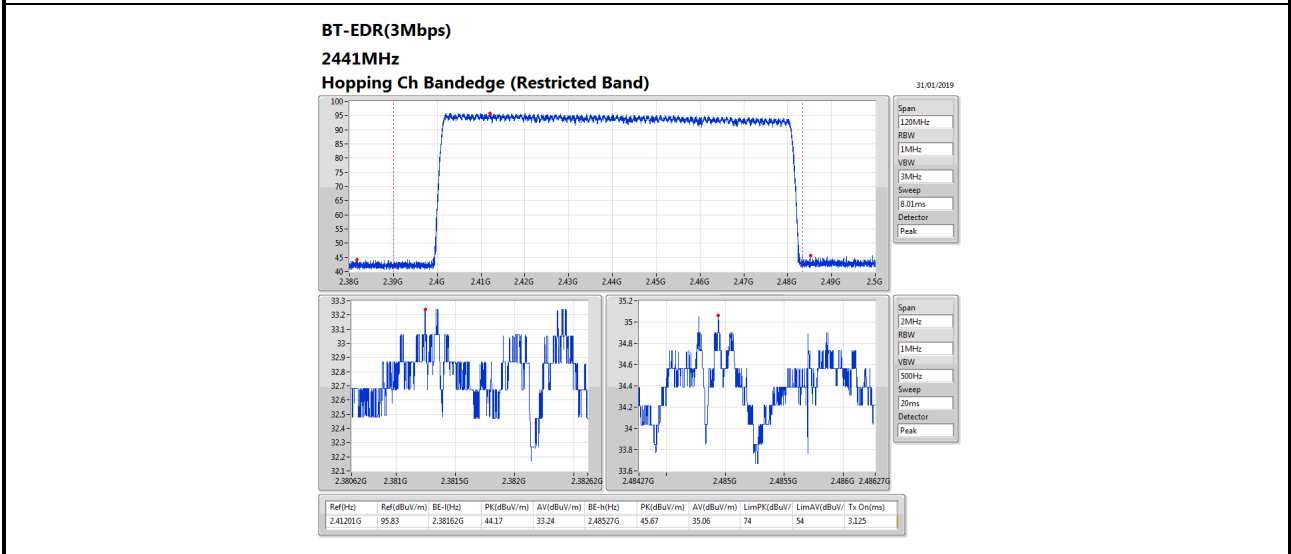 BT-EDR(3Mbps)
2441MHz
Hopping Ch Bandedge (Restricted Band)
31/01/2019
100
95
90
85
80
75
70
65
60
55
50
45
40
2.38G 2.39G 2.4G 2.41G 2.42G 2.43G 2.44G 2.45G 2.46G 2.47G 2.48G 2.49G 2.5G
Span
120MHz
RBW
1MHz
VBW
3MHz
Sweep
8.01ms
Detector
Peak
33.3
33.2
33.1
33
32.9
32.8
32.7
32.6
32.5
32.4
32.3
32.2
32.1
2.38062G 2.381G 2.3815G 2.382G 2.38262G
35.2
35
34.8
34.6
34.4
34.2
34
33.8
33.6
2.48427G 2.485G 2.4855G 2.486G 2.48627G
Span
2MHz
RBW
1MHz
VBW
500Hz
Sweep
20ms
Detector
Peak
Ref(Hz) Ref(dBuV/m) BE-l(Hz) PK(dBuV/m) AV(dBuV/m) BE-h(Hz) PK(dBuV/m) AV(dBuV/m) LimPK(dBuV/ LimAV(dBuV/ Tx On(ms)
2.41201G 95.83 2.38162G 44.17 33.24 2.48527G 45.67 35.06 74 54 3.125